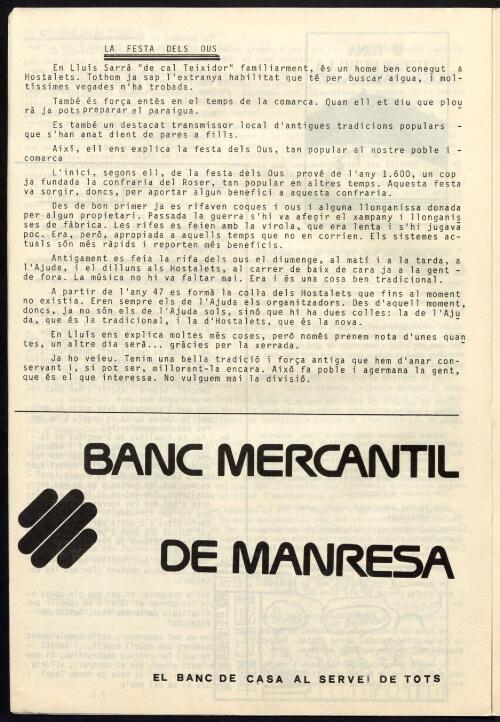 LA FESTA DELS OUS
En Lluís Sarrà "de cal Teixidor" familiarment, és un home ben conegut a
Hostalets. Tothom ja sap l'extranya habilitat que té per buscar aigua, i mol-
tíssimes vegades n'ha trobada.
També és força entès en el temps de la comarca. Quan ell et diu que plou
rà ja pots preparar el paraigua.
Es també un destacat transmissor local d'antigues tradicions populars -
que s'han anat dient de pares a fills.
Així, ell ens explica la festa dels Ous, tan popular al nostre poble i -
comarca
L'inici, segons ell, de la festa dels Ous prové de l'any 1.600, un cop
ja fundada la confraria del Roser, tan popular en altres temps. Aquesta festa
va sorgir, doncs, per aportar algun benefici a aquesta confraria.
Des de bon primer ja es rifaven coques i ous i alguna llonganissa donada
per algun propietari. Passada la guerra s'hi va afegir el xampany i llonganis
ses de fàbrica. Les rifes es feien amb la virola, que era lenta i s'hi jugava
poc. Era, però, apropiada a aquells temps que no en corrien. Els sistemes ac-
tuals són més ràpids i reporten més beneficis.
Antigament es feia la rifa dels ous el diumenge, al matí i a la tarda, a
l'Ajuda, i el dilluns als Hostalets, al carrer de baix de cara ja a la gent -
de fora. La música no hi va faltar mai. Era i és una cosa ben tradicional.
A partir de l'any 47 es formà la colla dels Hostalets que fins al moment
no existia. Eren sempre els de l'Ajuda els organitzadors. Des d'aquell moment,
doncs, ja no són els de l'Ajuda sols, sinó que hi ha dues colles: la de l'Aju
da, que és la tradicional, i la d'Hostalets, que és la nova.
En Lluís ens explica moltes més coses, però només prenem nota d'unes quan
tes, un altre dia serà... gràcies per la xerrada.
Ja ho veieu. Tenim una bella tradició i força antiga que hem d'anar con-
servant i, si pot ser, millorant-la encara. Això fa poble i agermana la gent,
que és el que interessa. No vulguem mai la divisió.
BANC MERCANTIL
DE MANRESA
EL BANC DE CASA AL SERVEI DE TOTS